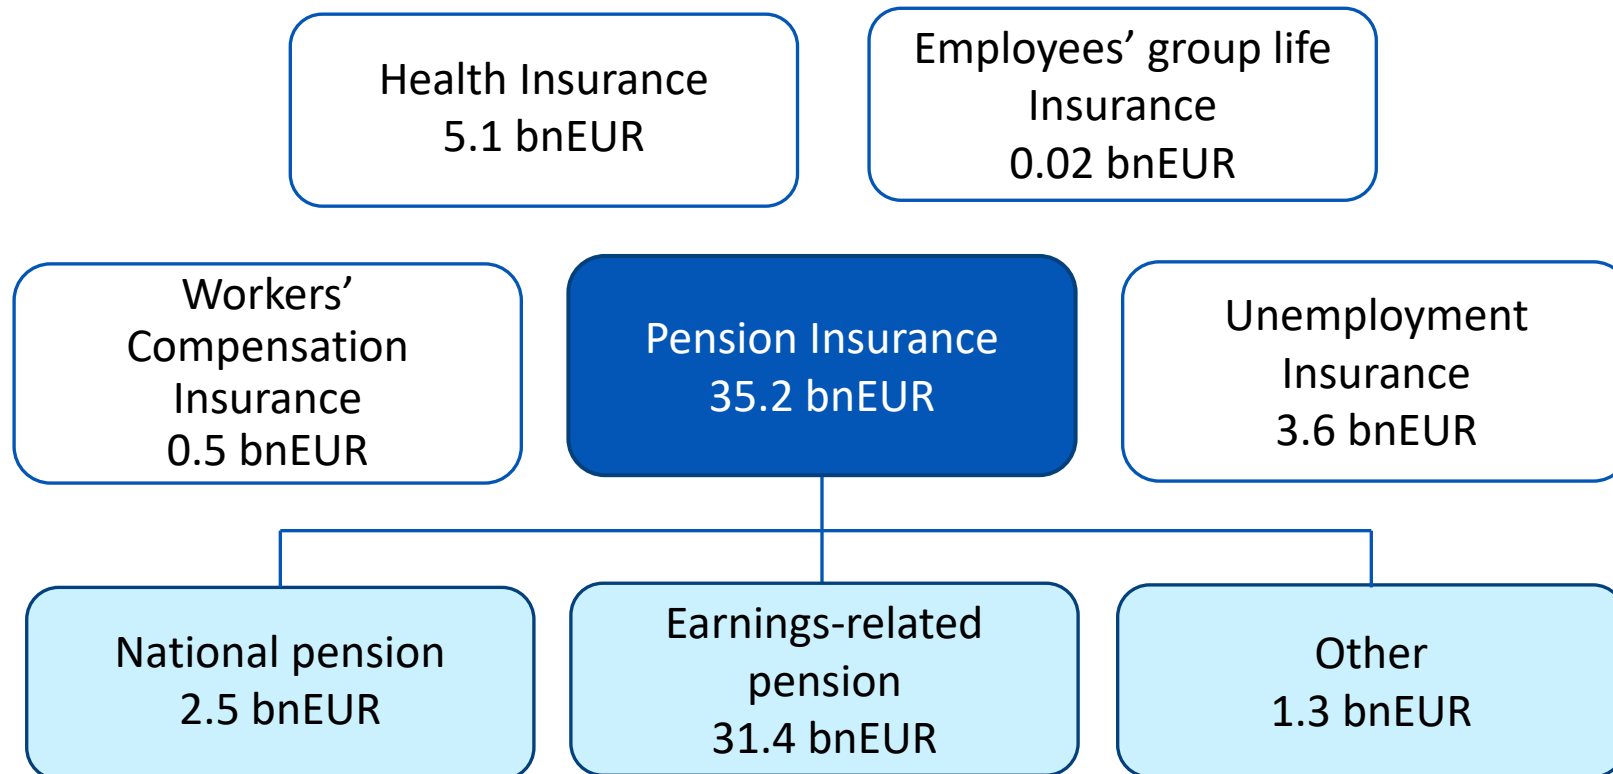 Health Insurance
5.1 bnEUR
Employees’ group life
Insurance
0.02 bnEUR
Workers’
Compensation
Insurance
0.5 bnEUR
Pension Insurance
35.2 bnEUR
Unemployment
Insurance
3.6 bnEUR
National pension
2.5 bnEUR
Earnings-related
pension
31.4 bnEUR
Other
1.3 bnEUR